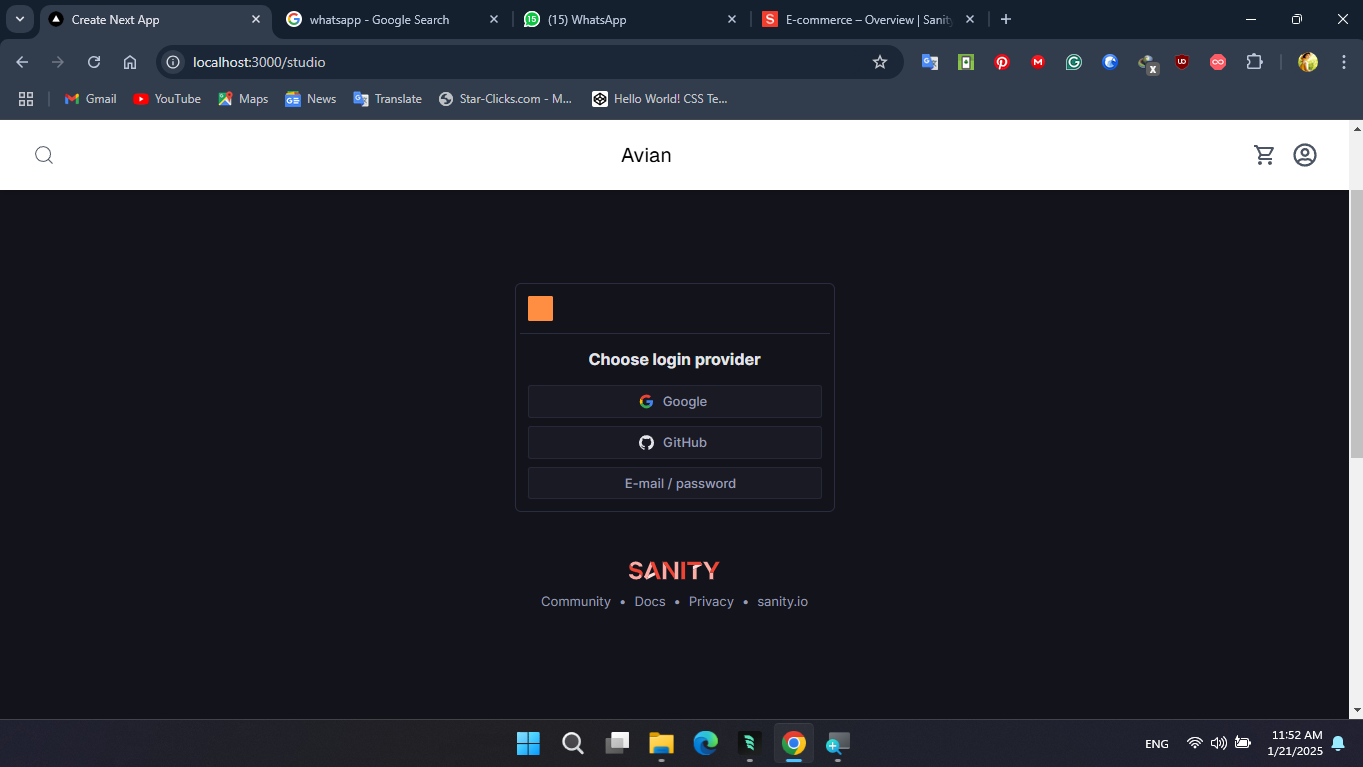 Create Next App
whatsapp - Google Search
(15) WhatsApp
E-commerce – Overview | Sanity
localhost:3000/studio
Gmail
YouTube
Maps
News
Translate
Star-Clicks.com - M...
Hello World! CSS Te...
Avian
Choose login provider
Google
GitHub
E-mail / password
SANITY
Community • Docs • Privacy • sanity.io
ENG
11:52 AM
1/21/2025